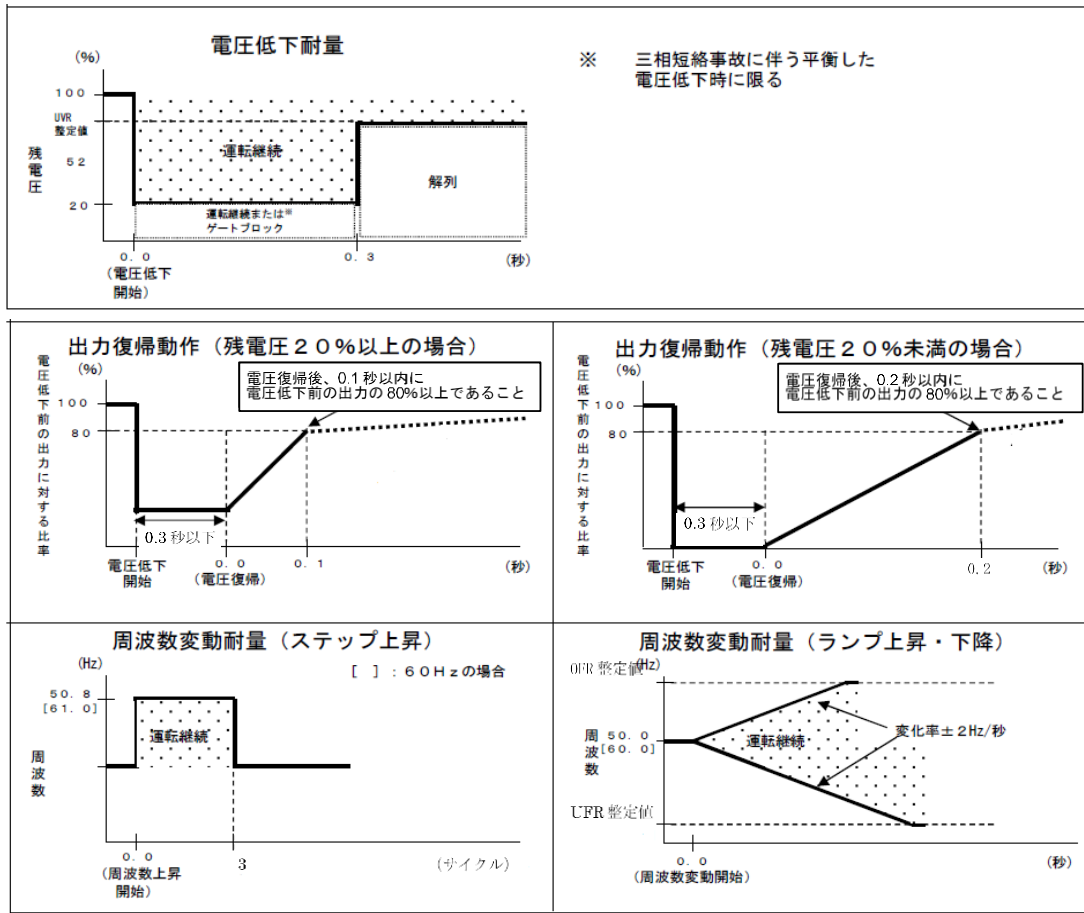 電圧低下耐量
(%)
100
UVR
整定値
残電圧
52
20
運転継続
解列
運転継続または※
ゲートブロック
0.0
(電圧低下
開始)
0.3
(秒)
※ 三相短絡事故に伴う平衡した
電圧低下時に限る
出力復帰動作(残電圧20%以上の場合)
(%)
電圧低下前の出力に対する比率
電圧復帰後、0.1秒以内に
電圧低下前の出力の80%以上であること
100
80
0.3秒以下
電圧低下
開始
0.0
(電圧復帰)
0.1
(秒)
出力復帰動作(残電圧20%未満の場合)
(%)
電圧低下前の出力に対する比率
電圧復帰後、0.2秒以内に
電圧低下前の出力の80%以上であること
100
80
0.3秒以下
電圧低下
開始
0.0
(電圧復帰)
0.2
(秒)
周波数変動耐量(ステップ上昇)
(Hz)
[ ]:60Hzの場合
50.8
[61.0]
運転継続
周波数
0.0
(周波数上昇
開始)
3
(サイクル)
周波数変動耐量(ランプ上昇・下降)
OFR整定値
(Hz)
周波数
50.0
[60.0]
運転継続
変化率±2Hz/秒
UFR整定値
0.0
(周波数変動開始)
(秒)